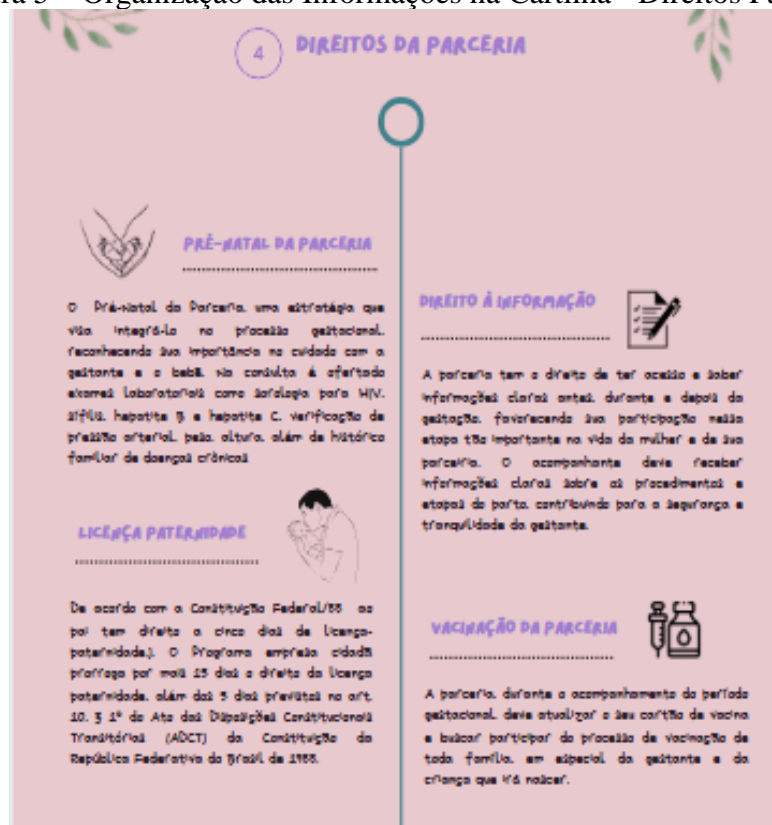 ra 3 – Organização das Informações na Cartilha - Direitos
4 DIREITOS DA PARCERIA
PRÉ-NATAL DA PARCERIA
O Pré-Natal da Parceria, uma estratégia que
visa integrá-lo no processo gestacional,
reconhecendo sua importância no cuidado com a
gestante e o bebê. Na consulta é ofertado
exames laboratoriais como sorologia para HIV,
sífilis, hepatite B e hepatite C, verificação de
pressão arterial, peso, altura, além de histórico
familiar de doenças crônicas
LICENÇA PATERNIDADE
De acordo com a Constituição Federal/88 ao
pai tem direito a cinco dias de licença-
paternidade.). O Programa empresa cidadã
prorroga por mais 15 dias o direito da licença
paternidade, além dos 5 dias previstos no art.
10, § 1º do Ato das Disposições Constitucionais
Transitórias (ADCT) da Constituição da
República Federativa do Brasil de 1988.
DIREITO À INFORMAÇÃO
A parceria tem o direito de ter acesso e saber
informações claras antes, durante e depois da
gestação, favorecendo sua participação nessa
etapa tão importante na vida da mulher e de sua
parceria. O acompanhante deve receber
informações claras sobre os procedimentos e
etapas do parto, contribuindo para a segurança e
tranquilidade da gestante.
VACINAÇÃO DA PARCERIA
A parceria, durante o acompanhamento do período
gestacional, deve atualizar o seu cartão de vacina
e buscar participar do processo de vacinação de
toda família, em especial da gestante e da
criança que irá nascer.